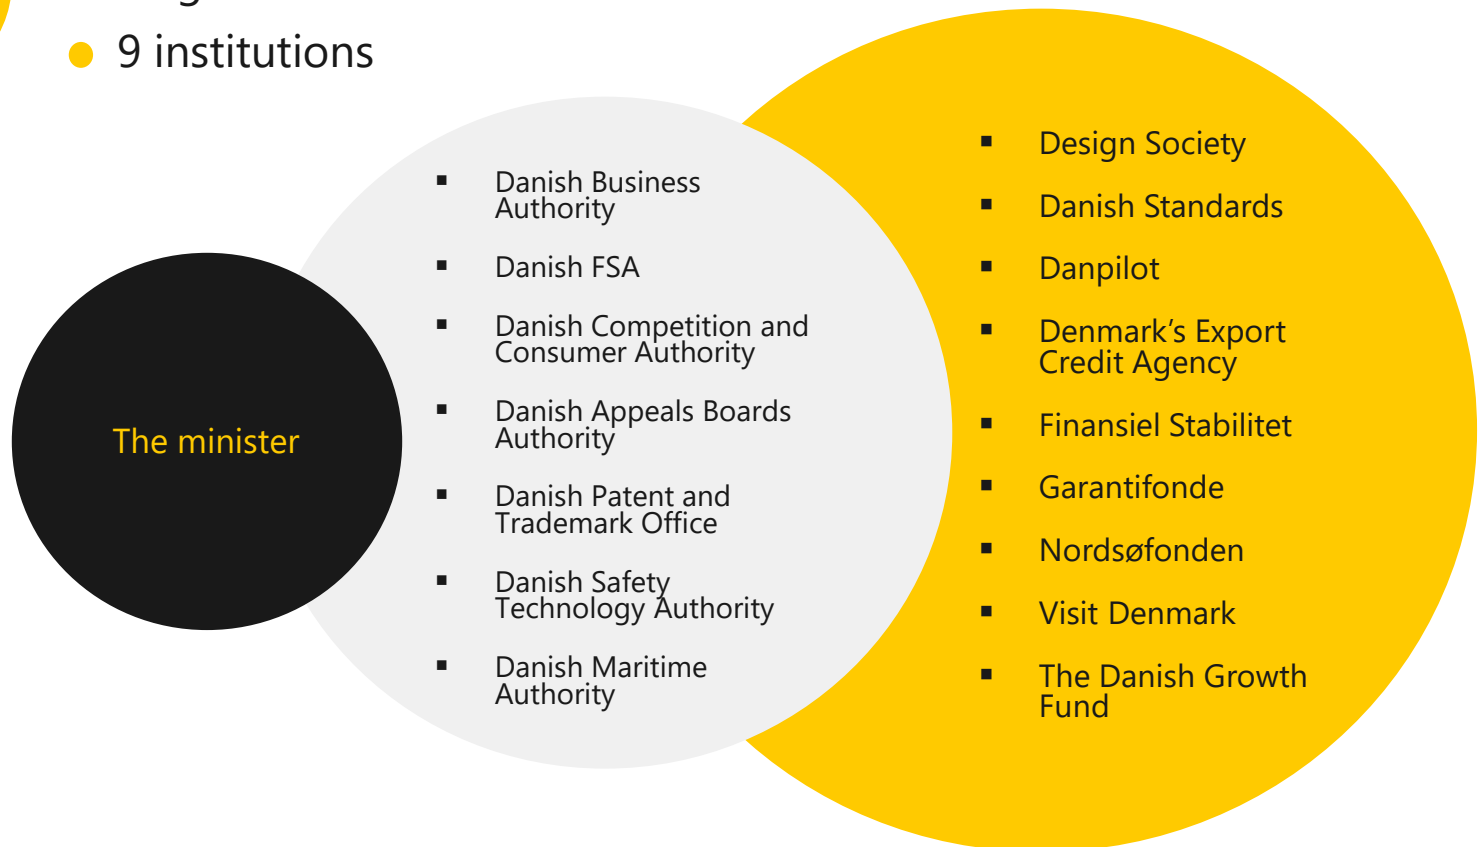 9 institutions
The minister
Danish Business
Authority
Danish FSA
Danish Competition and
Consumer Authority
Danish Appeals Boards
Authority
Danish Patent and
Trademark Office
Danish Safety
Technology Authority
Danish Maritime
Authority
Design Society
Danish Standards
Danpilot
Denmark’s Export
Credit Agency
Finansiel Stabilitet
Garantifonde
Nordsøfonden
Visit Denmark
The Danish Growth
Fund